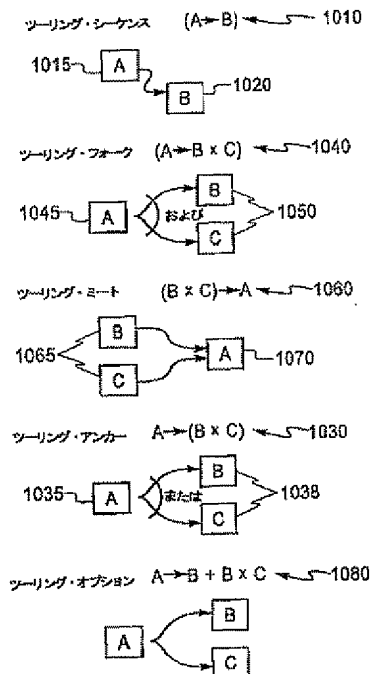 ツーリング・シーケンス (A→B) 1010
1015 A
B 1020
ツーリング・フォーク (A→B x C) 1040
B
1045 A および 1050
C
ツーリング・ミート (B x C)→A 1060
B
1065 A 1070
C
ツーリング・アンカー A→(B x C) 1030
B
1035 A または 1038
C
ツーリング・オプション A→B + B x C 1080
B
A
C